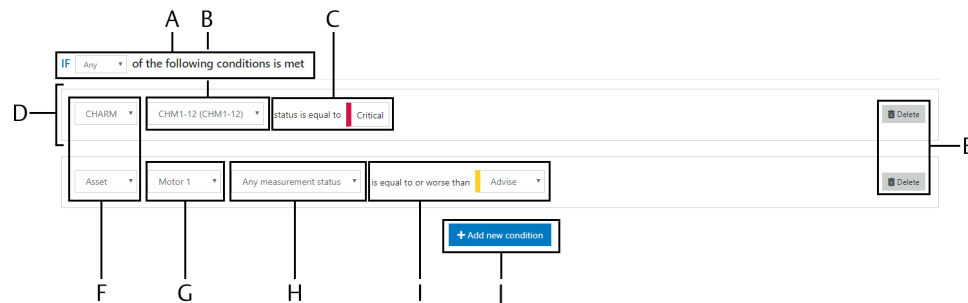 A B C
IF Any of the following conditions is met
D
CHARM CHM1-12 (CHM1-12) status is equal to Critical Delete
E
Asset Motor 1 Any measurement status is equal to or worse than Advise Delete
+ Add new condition
F G H I J